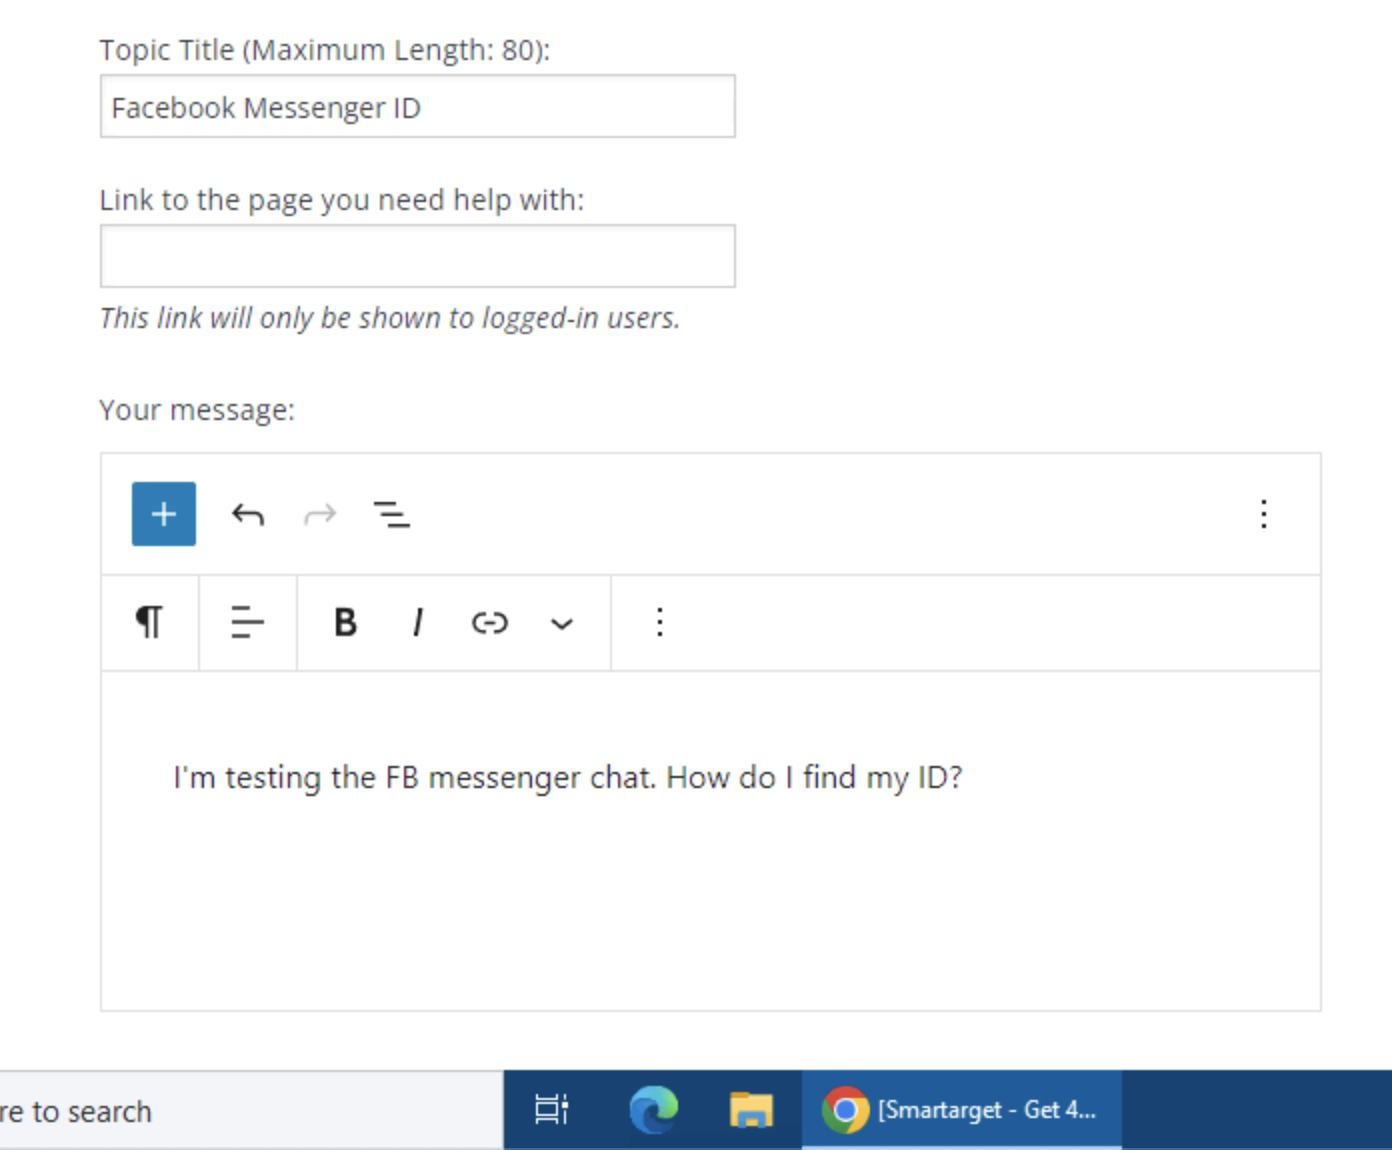 Topic Title (Maximum Length: 80):
Facebook Messenger ID
Link to the page you need help with:
This link will only be shown to logged-in users.
Your message:
B I
I'm testing the FB messenger chat. How do I find my ID?
re to search
[Smartarget - Get 4...